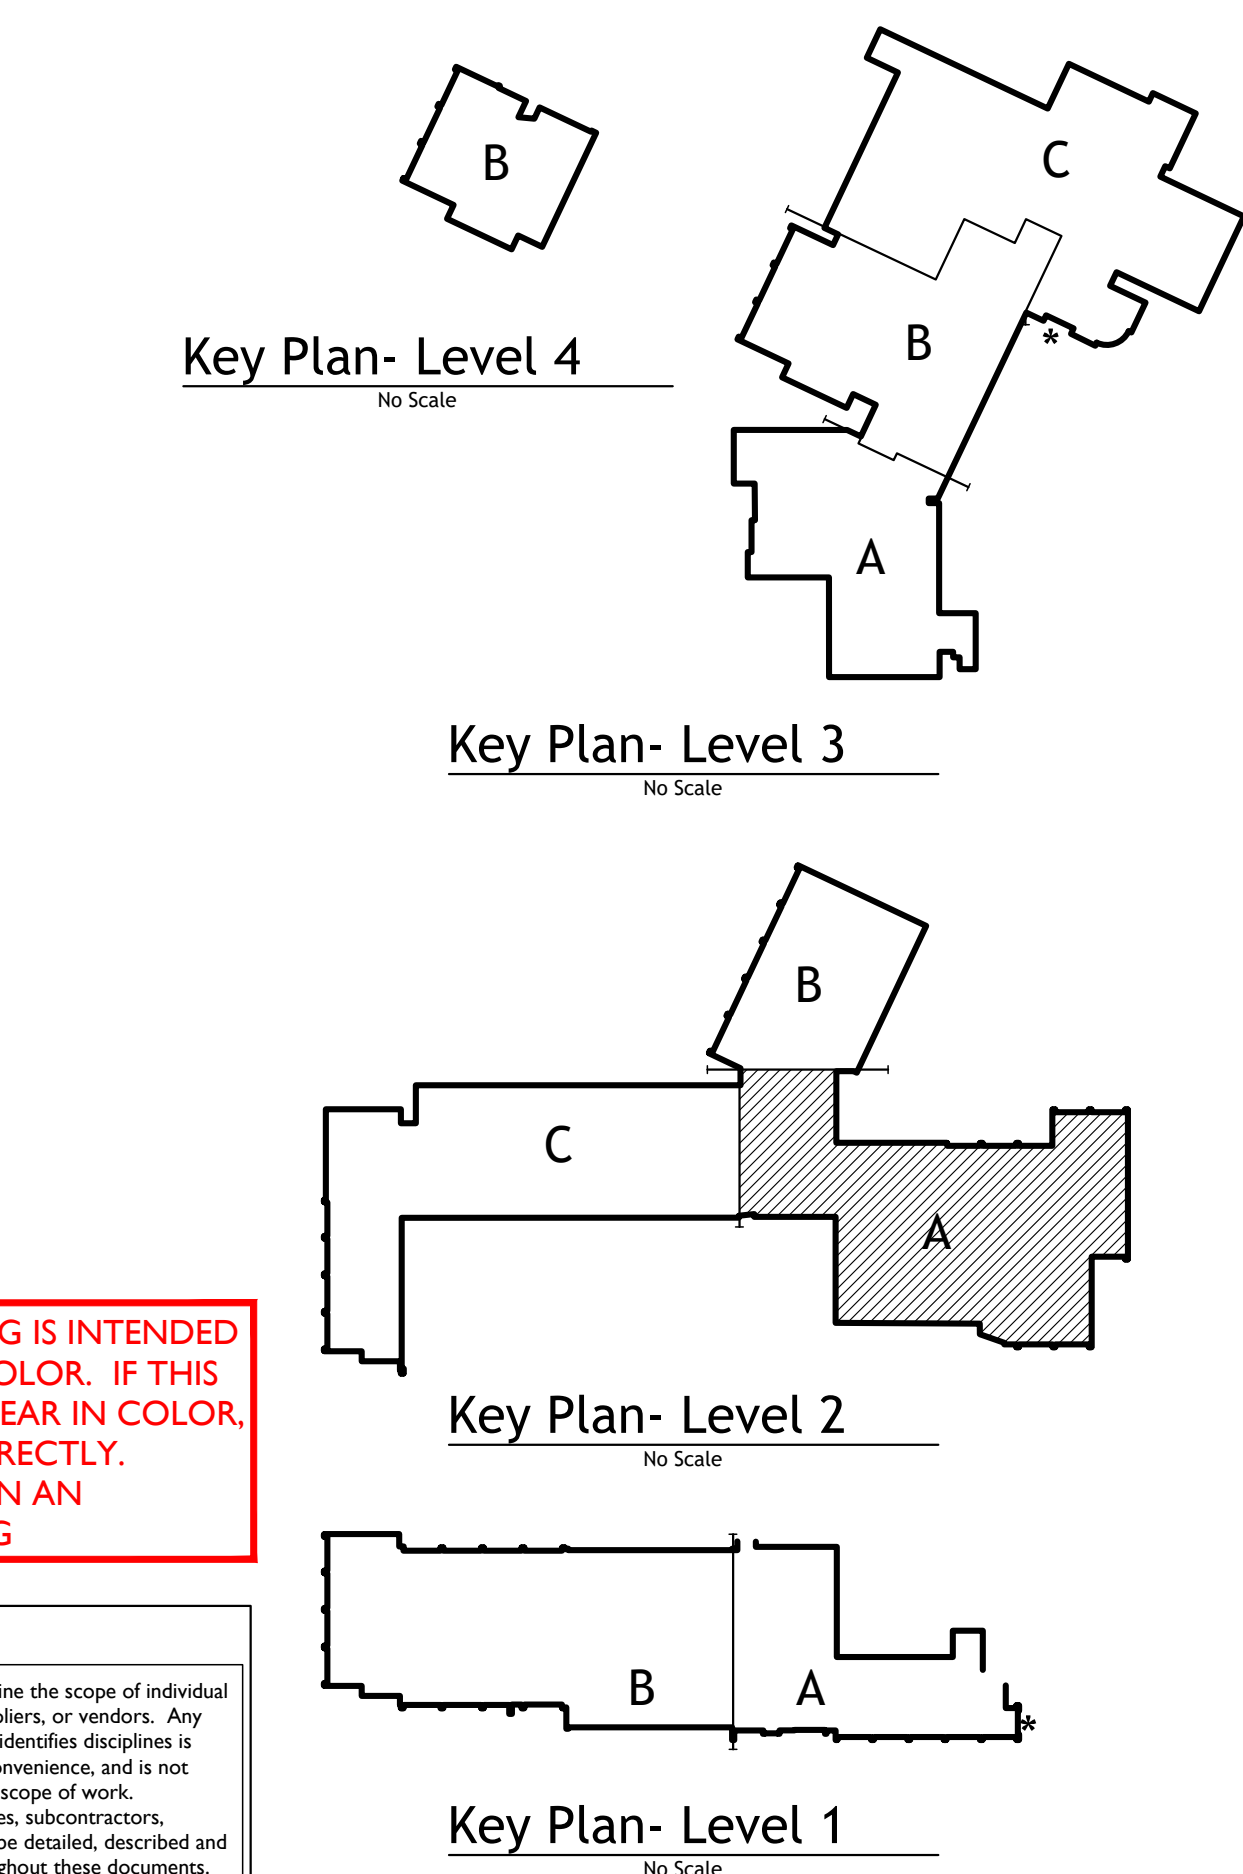 B
C
B
*
Key Plan- Level 4
No Scale
A
Key Plan- Level 3
No Scale
B
C
A
Key Plan- Level 2
No Scale
G IS INTENDED
OLOR. IF THIS
EAR IN COLOR,
RECTLY.
N AN
G
B
A
*
Key Plan- Level 1
No Scale
ine the scope of individual
pliers, or vendors. Any
identifies disciplines is
onvenience, and is not
scope of work.
es, subcontractors,
be detailed, described and
ghout these documents.